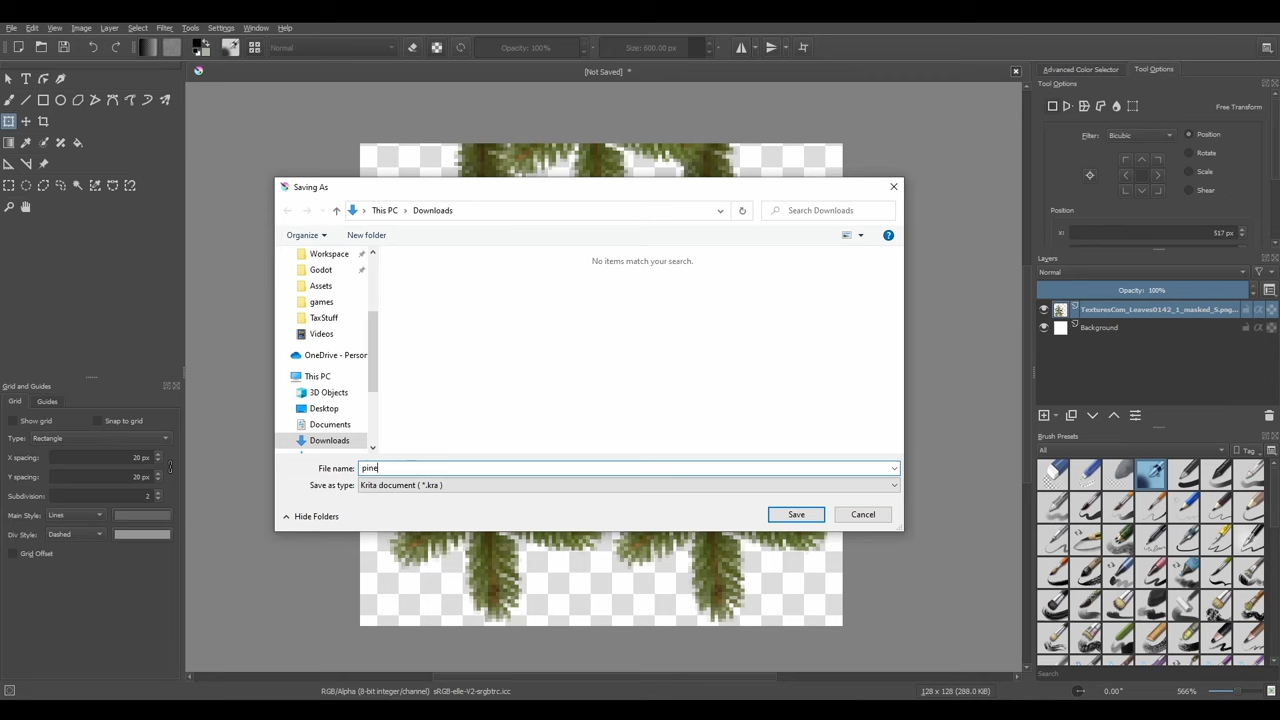 File Edit View Image Layer Select Filter Tools Settings Window Help
Normal Opacity: 100% Size: 600.00 px
[Not Saved] *
Advanced Color Selector Tool Options
Tool Options
Free Transform
Filter: Bicubic Position
Rotate
Scale
Shear
Position
x: 517 px
Layers
Normal
Opacity: 100%
TexturesCom_Leaves0142_1_masked_S.png...
Background
Brush Presets
All Tag
Search
Grid and Guides
Grid Guides
Show grid Snap to grid
Type: Rectangle
X spacing: 20 px
Y spacing: 20 px
Subdivision: 2
Main Style: Lines
Div Style: Dashed
Grid Offset
Saving As
This PC Downloads
Search Downloads
Organize New folder
Workspace
Godot
Assets
games
TaxStuff
Videos
OneDrive - Person
This PC
3D Objects
Desktop
Documents
Downloads
No items match your search.
File name: pine
Save as type: Krita document ( *.kra )
Hide Folders
Save Cancel
RGB/Alpha (8-bit integer/channel) sRGB-elle-V2-srgbtrc.icc
128 x 128 (288.0 KiB)
0.00°
566%